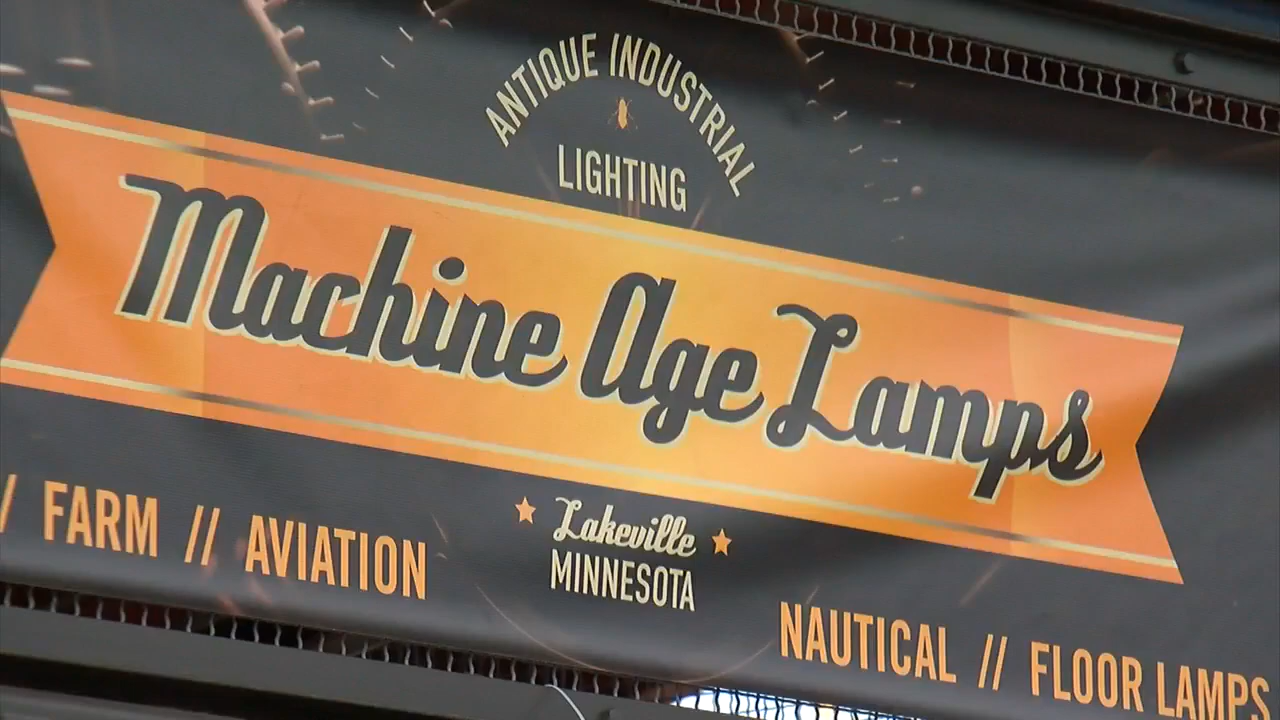 ANTIQUE INDUSTRIAL
LIGHTING
Machine Age Lamps
Lakeville
MINNESOTA
/ FARM // AVIATION
NAUTICAL // FLOOR LAMPS